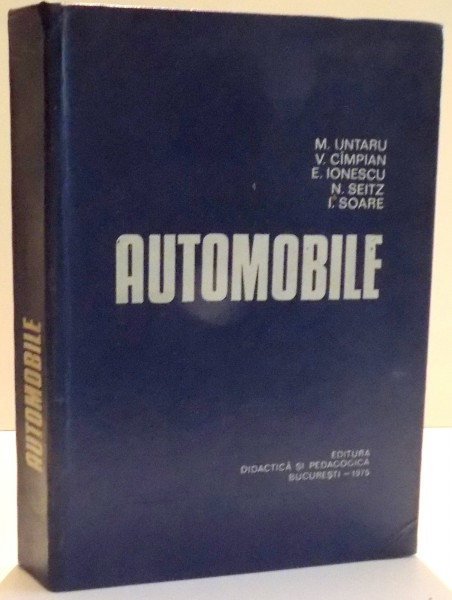 M. UNTARU
V. CÎMPIAN
E. IONESCU
N. SEITZ
I. SOARE
AUTOMOBILE
EDITURA
DIDACTICĂ ȘI PEDAGOGICĂ
BUCUREȘTI – 1975
AUTOMOBILE